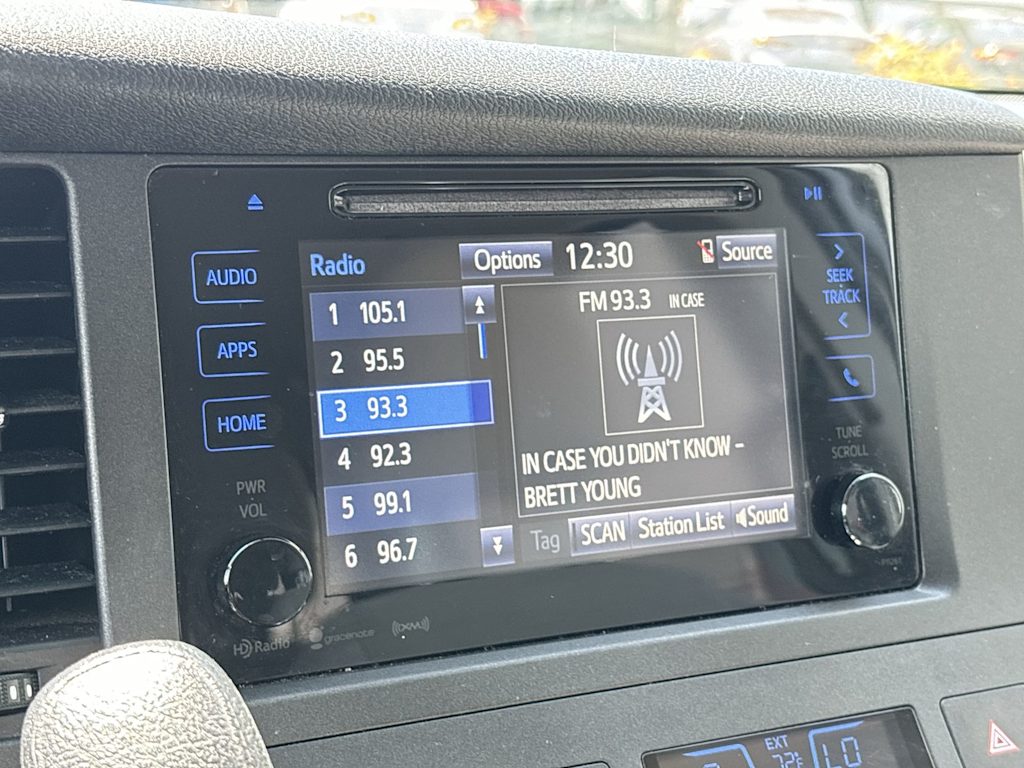 AUDIO
APPS
HOME
PWR
VOL
Radio
Options
12:30
Source
1 105.1
2 95.5
3 93.3
4 92.3
5 99.1
6 96.7
FM 93.3 IN CASE
IN CASE YOU DIDN'T KNOW -
BRETT YOUNG
Tag
SCAN
Station List
Sound
SEEK
TRACK
TUNE
SCROLL
HD Radio
gracenote
EXT
72°F
LO